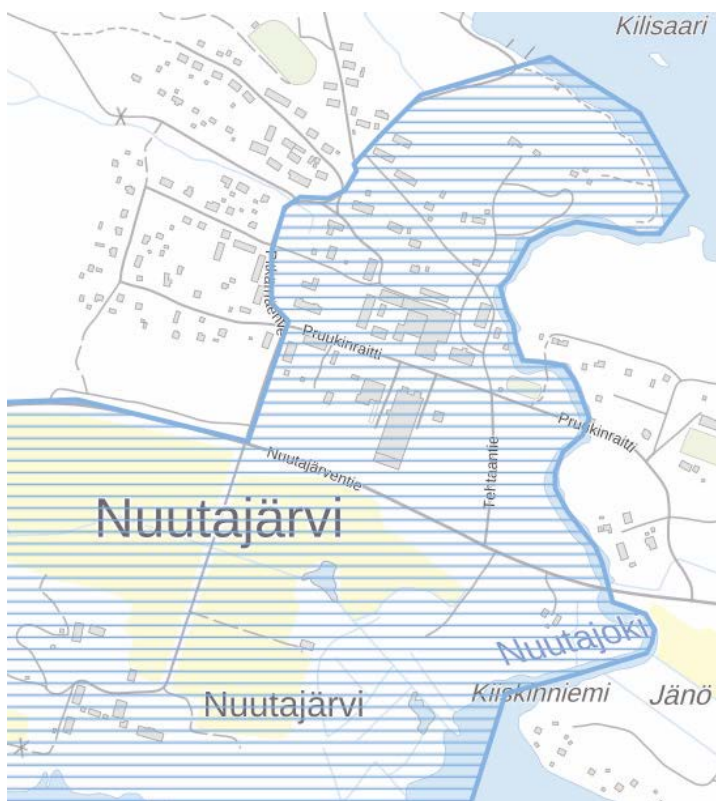 Kilisaari
Pruukinraitti
Pruukinraitti
Nuutajärventie
Tehtaantie
Nuutajärvi
Nuutajoki
Kiiskinniemi
Jänö
Nuutajärvi